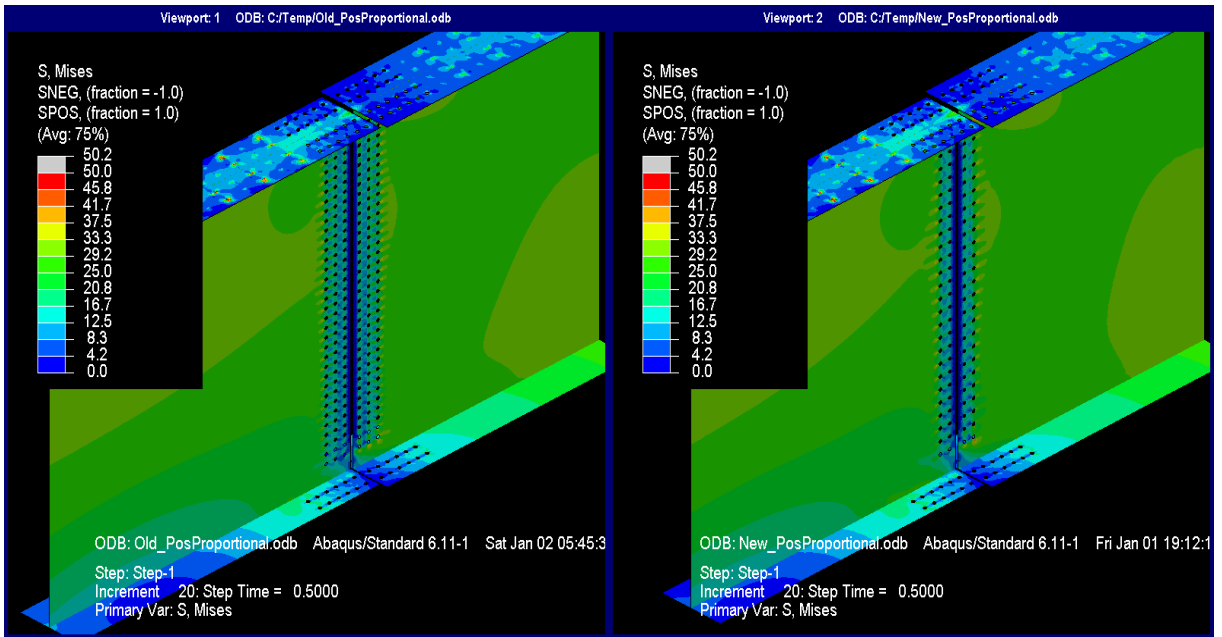 Viewport: 1 ODB: C:/Temp/Old_PosProportional.odb
S, Mises
SNEG, (fraction = -1.0)
SPOS, (fraction = 1.0)
(Avg: 75%)
50.2
50.0
45.8
41.7
37.5
33.3
29.2
25.0
20.8
16.7
12.5
8.3
4.2
0.0
ODB: Old_PosProportional.odb Abaqus/Standard 6.11-1 Sat Jan 02 05:45:3
Step: Step-1
Increment 20: Step Time = 0.5000
Primary Var: S, Mises
Viewport: 2 ODB: C:/Temp/New_PosProportional.odb
S, Mises
SNEG, (fraction = -1.0)
SPOS, (fraction = 1.0)
(Avg: 75%)
50.2
50.0
45.8
41.7
37.5
33.3
29.2
25.0
20.8
16.7
12.5
8.3
4.2
0.0
ODB: New_PosProportional.odb Abaqus/Standard 6.11-1 Fri Jan 01 19:12:1
Step: Step-1
Increment 20: Step Time = 0.5000
Primary Var: S, Mises